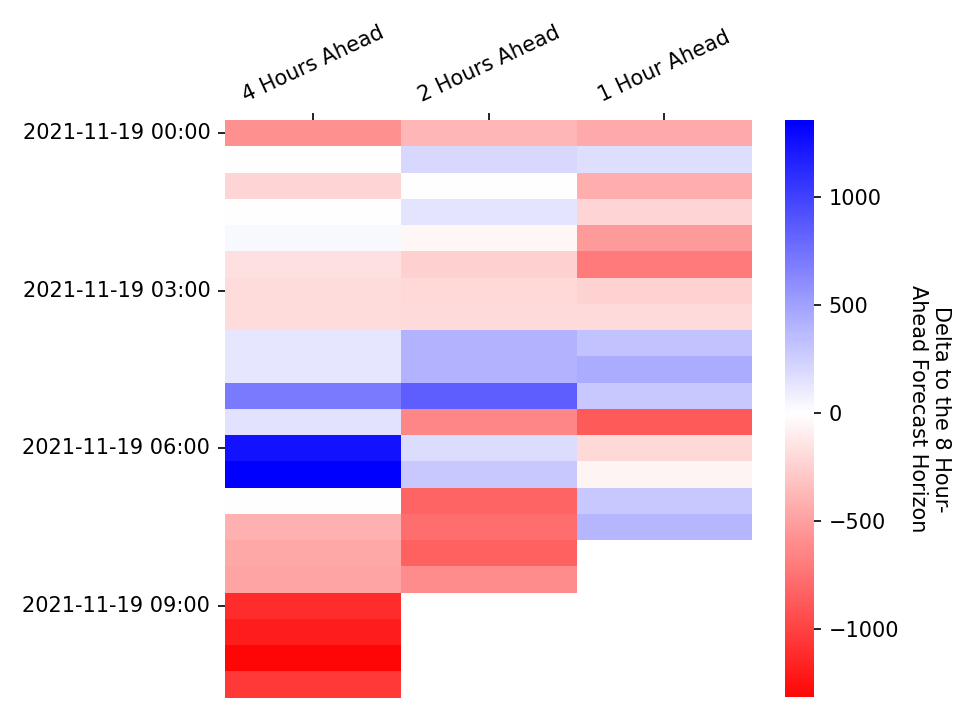 4 Hours Ahead
2 Hours Ahead
1 Hour Ahead
2021-11-19 00:00
2021-11-19 03:00
2021-11-19 06:00
2021-11-19 09:00
1000
500
0
−500
−1000
Delta to the 8 Hour-
Ahead Forecast Horizon